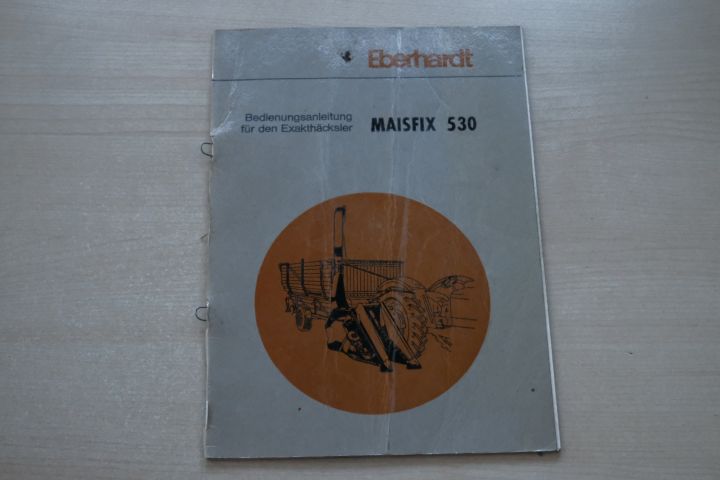 Eberhardt
Bedienungsanleitung
für den Exakthäcksler MAISFIX 530